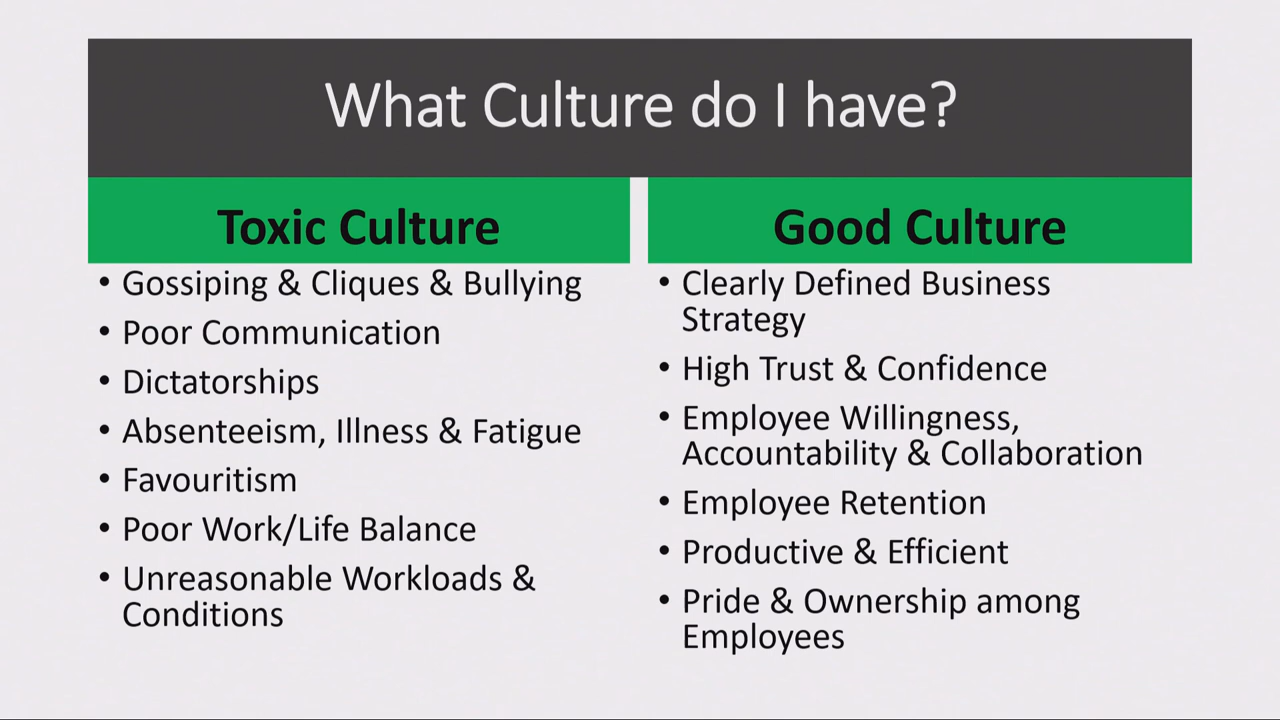 What Culture do I have?
Toxic Culture
• Gossiping & Cliques & Bullying
• Poor Communication
• Dictatorships
• Absenteeism, Illness & Fatigue
• Favouritism
• Poor Work/Life Balance
• Unreasonable Workloads &
Conditions
Good Culture
• Clearly Defined Business
Strategy
• High Trust & Confidence
• Employee Willingness,
Accountability & Collaboration
• Employee Retention
• Productive & Efficient
• Pride & Ownership among
Employees